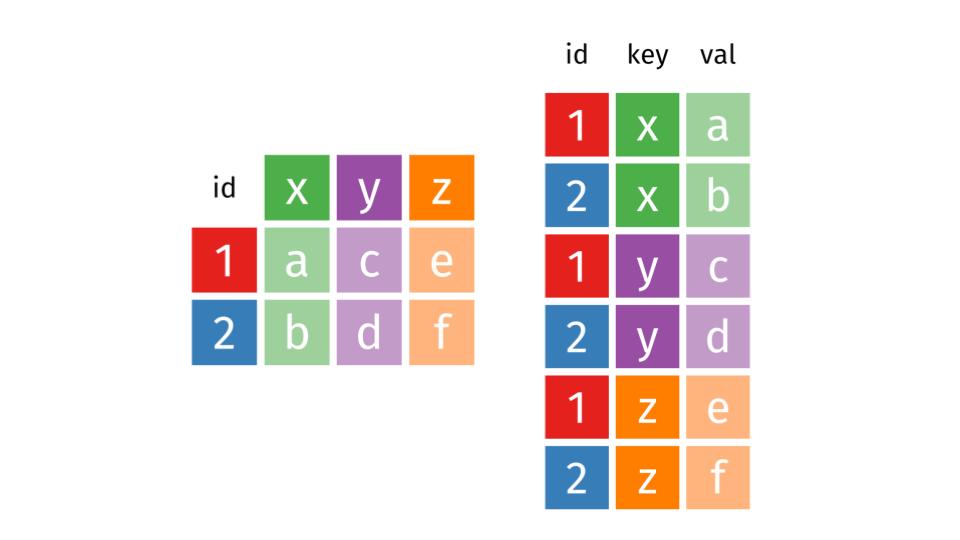 id x y z
1 a c e
2 b d f
id key val
1 x a
2 x b
1 y c
2 y d
1 z e
2 z f